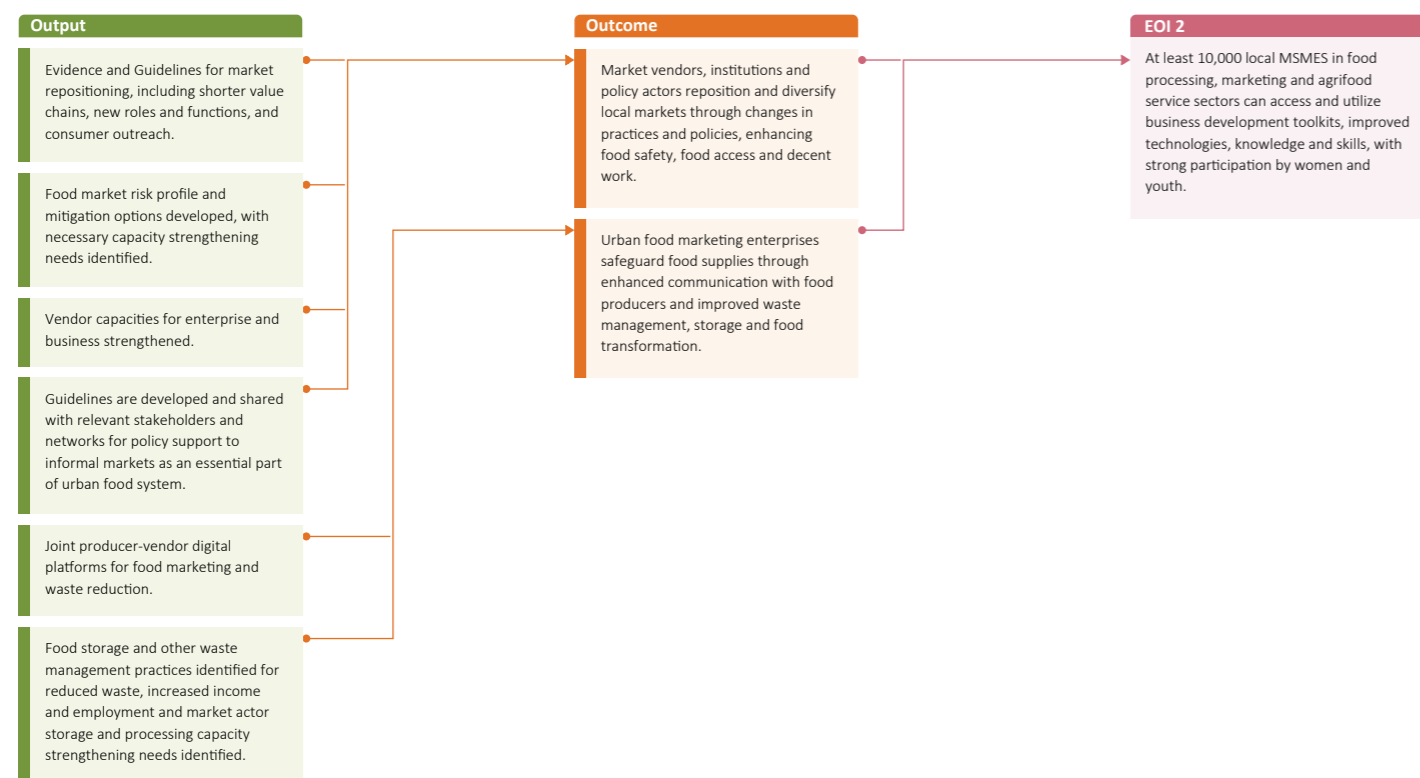 Output
Evidence and Guidelines for market
repositioning, including shorter value
chains, new roles and functions, and
consumer outreach.
Food market risk profile and
mitigation options developed, with
necessary capacity strengthening
needs identified.
Vendor capacities for enterprise and
business strengthened.
Guidelines are developed and shared
with relevant stakeholders and
networks for policy support to
informal markets as an essential part
of urban food system.
Joint producer-vendor digital
platforms for food marketing and
waste reduction.
Food storage and other waste
management practices identified for
reduced waste, increased income
and employment and market actor
storage and processing capacity
strengthening needs identified.
Outcome
Market vendors, institutions and
policy actors reposition and diversify
local markets through changes in
practices and policies, enhancing
food safety, food access and decent
work.
Urban food marketing enterprises
safeguard food supplies through
enhanced communication with food
producers and improved waste
management, storage and food
transformation.
EOI 2
At least 10,000 local MSMES in food
processing, marketing and agrifood
service sectors can access and utilize
business development toolkits, improved
technologies, knowledge and skills, with
strong participation by women and
youth.